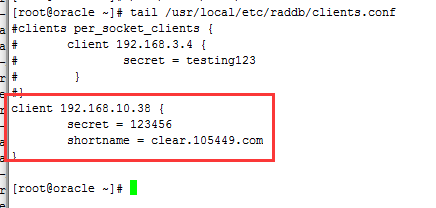 [root@oracle ~]# tail /usr/local/etc/raddb/clients.conf
#clients per_socket_clients {
#       client 192.168.3.4 {
#               secret = testing123
#        }
#}
client 192.168.10.38 {
        secret = 123456
        shortname = clear.105449.com
}
[root@oracle ~]#